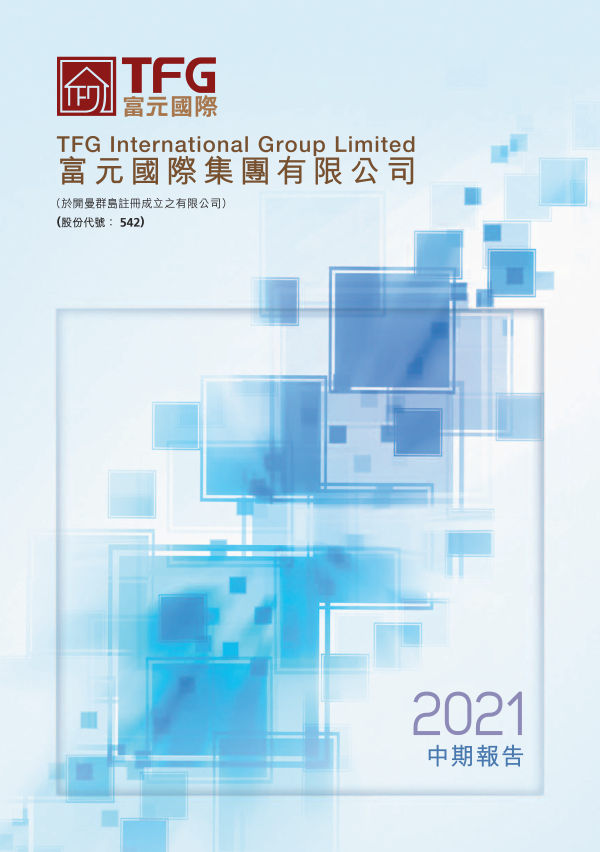 TFG
富元國際
TFG International Group Limited
富元國際集團有限公司
(於開曼群島註冊成立之有限公司)
(股份代號： 542)
2021
中期報告